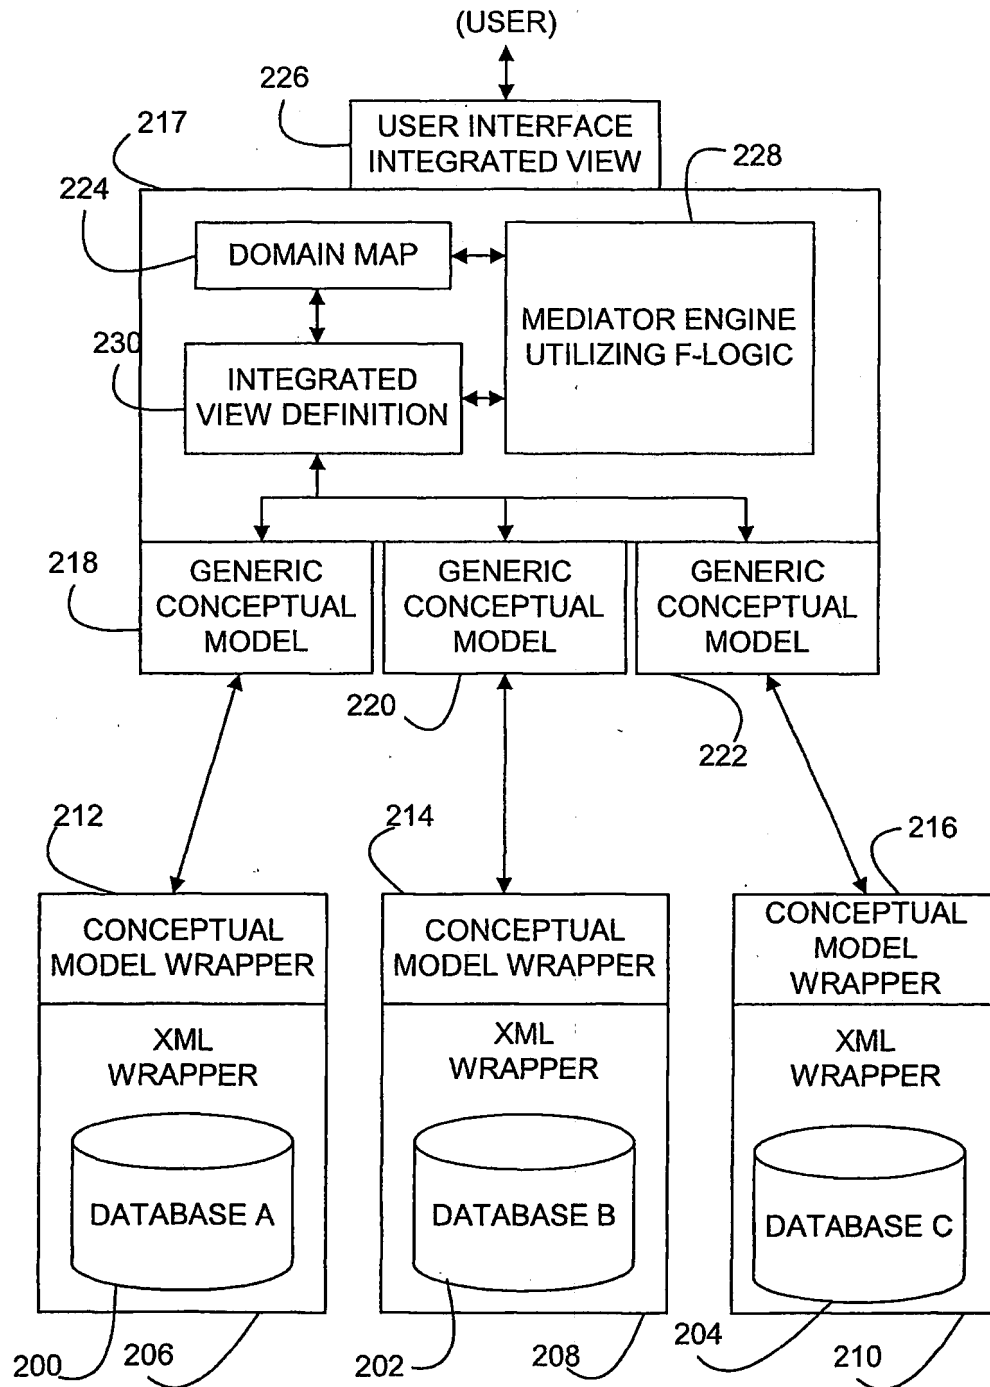 (USER)
226
USER INTERFACE
INTEGRATED VIEW
217
228
224
DOMAIN MAP
MEDIATOR ENGINE
UTILIZING F-LOGIC
230
INTEGRATED
VIEW DEFINITION
218
GENERIC
CONCEPTUAL
MODEL
GENERIC
CONCEPTUAL
MODEL
GENERIC
CONCEPTUAL
MODEL
220
222
212
214
216
CONCEPTUAL
MODEL WRAPPER
CONCEPTUAL
MODEL WRAPPER
CONCEPTUAL
MODEL
WRAPPER
XML
WRAPPER
XML
WRAPPER
XML
WRAPPER
DATABASE A
DATABASE B
DATABASE C
200
206
202
208
204
210